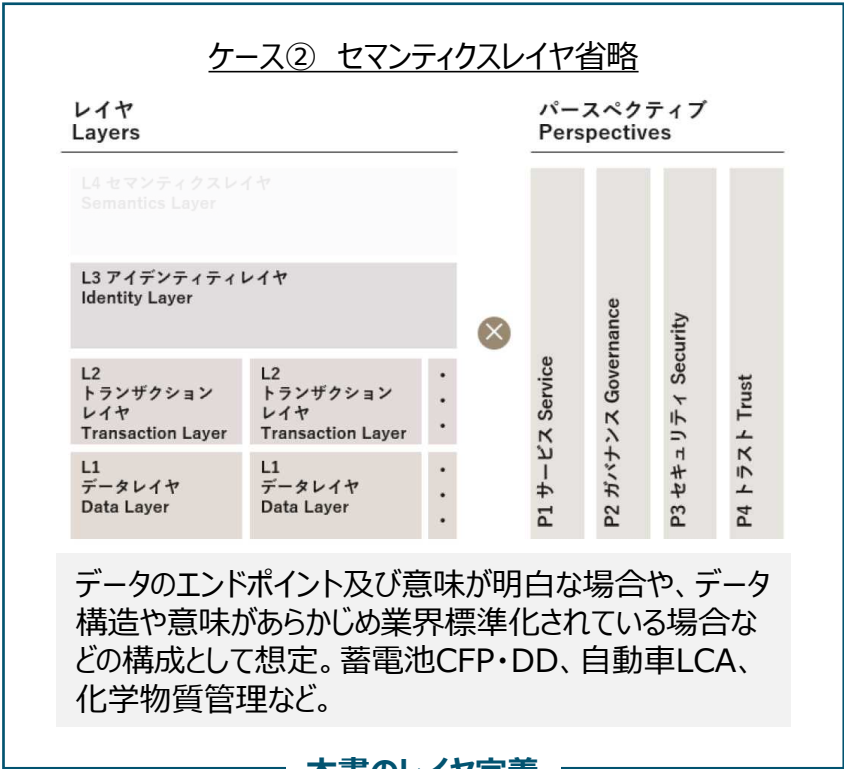 ケース② セマンティクスレイヤ省略
レイヤ
Layers
パースペクティブ
Perspectives
L4 セマンティクスレイヤ
Semantics Layer
L3 アイデンティティレイヤ
Identity Layer
L2
トランザクション
レイヤ
Transaction Layer
L2
トランザクション
レイヤ
Transaction Layer
L1
データレイヤ
Data Layer
L1
データレイヤ
Data Layer
P1 サービス Service
P2 ガバナンス Governance
P3 セキュリティ Security
P4 トラスト Trust
データのエンドポイント及び意味が明白な場合や、データ
構造や意味があらかじめ業界標準化されている場合な
どの構成として想定。蓄電池CFP・DD、自動車LCA、
化学物質管理など。
本書のレイヤ定義